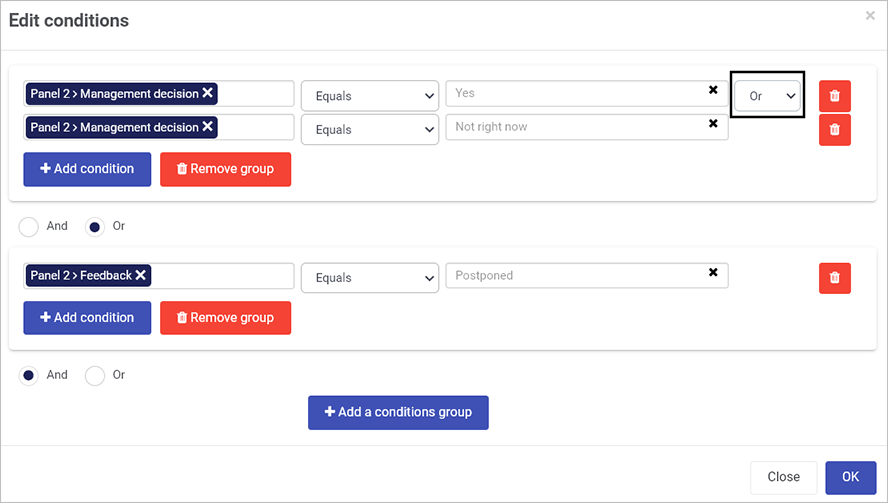 Edit conditions ×
Panel 2 > Management decision × Equals Yes × Or
Panel 2 > Management decision × Equals Not right now ×
+ Add condition Remove group
And Or
Panel 2 > Feedback × Equals Postponed ×
+ Add condition Remove group
And Or
+ Add a conditions group
Close OK